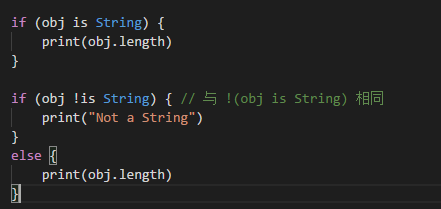 if (obj is String) {
    print(obj.length)
}
if (obj !is String) { // 与 !(obj is String) 相同
    print("Not a String")
}
else {
    print(obj.length)
}